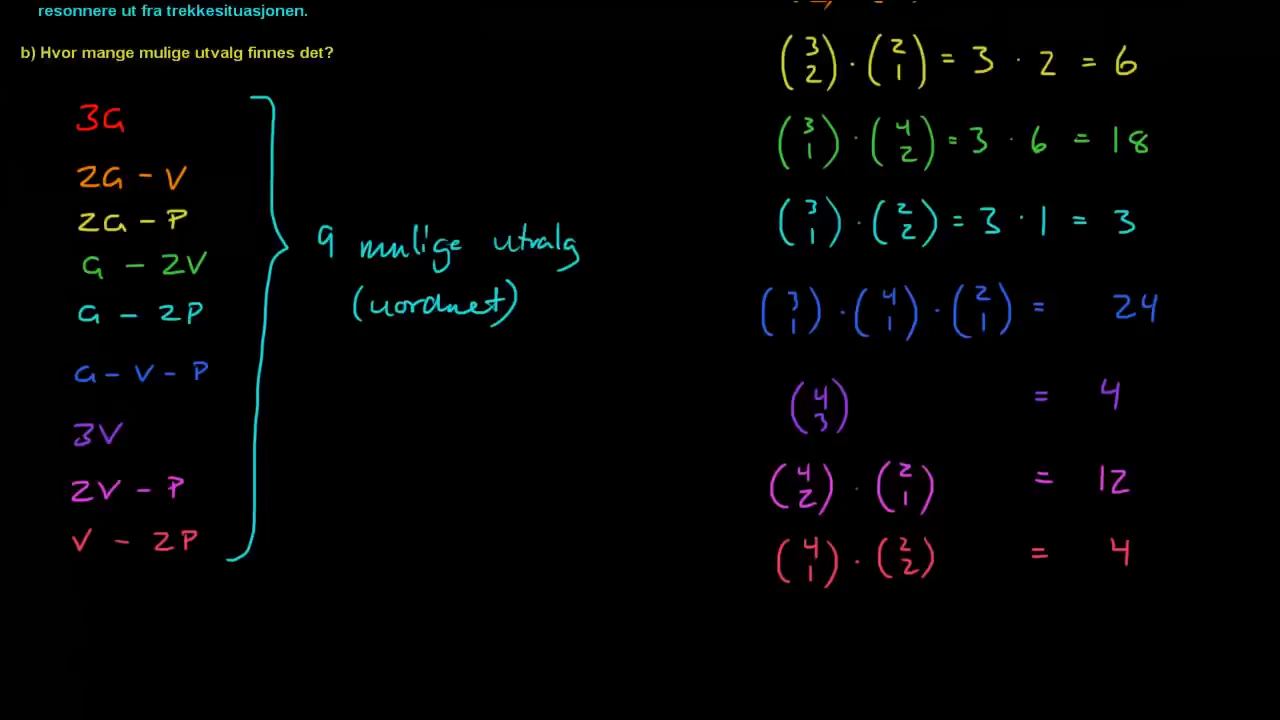 resonnere ut fra trekkesituasjonen.
b) Hvor mange mulige utvalg finnes det?
3G
2G - V
2G - P
G - 2V
G - 2P
G - V - P
3V
2V - P
V - 2P
9 mulige utvalg
(uordnet)
(3 2) · (2 1) = 3 · 2 = 6
(3 1) · (4 2) = 3 · 6 = 18
(3 1) · (2 2) = 3 · 1 = 3
(3 1) · (4 1) · (2 1) = 24
(4 3) = 4
(4 2) · (2 1) = 12
(4 1) · (2 2) = 4